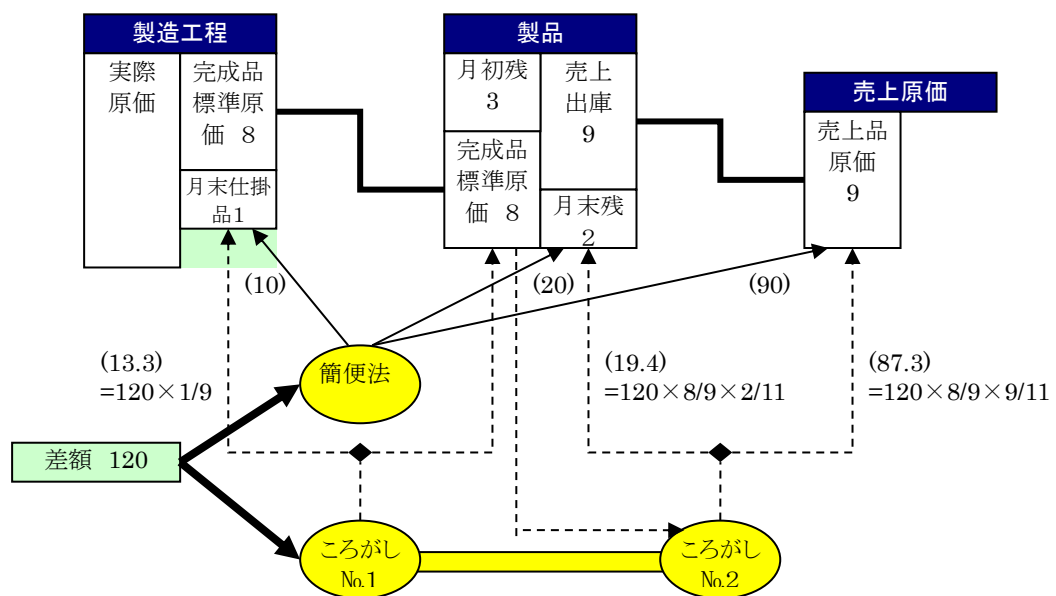 製造工程
製品
売上原価
実際
原価
完成品
標準原
価 8
月末仕掛
品1
月初残
3
完成品
標準原
価 8
売上
出庫
9
月末残
2
売上品
原価
9
(10)
(20)
(90)
簡便法
(13.3)
=120×1/9
(19.4)
=120×8/9×2/11
(87.3)
=120×8/9×9/11
差額 120
ころがし
№1
ころがし
№2